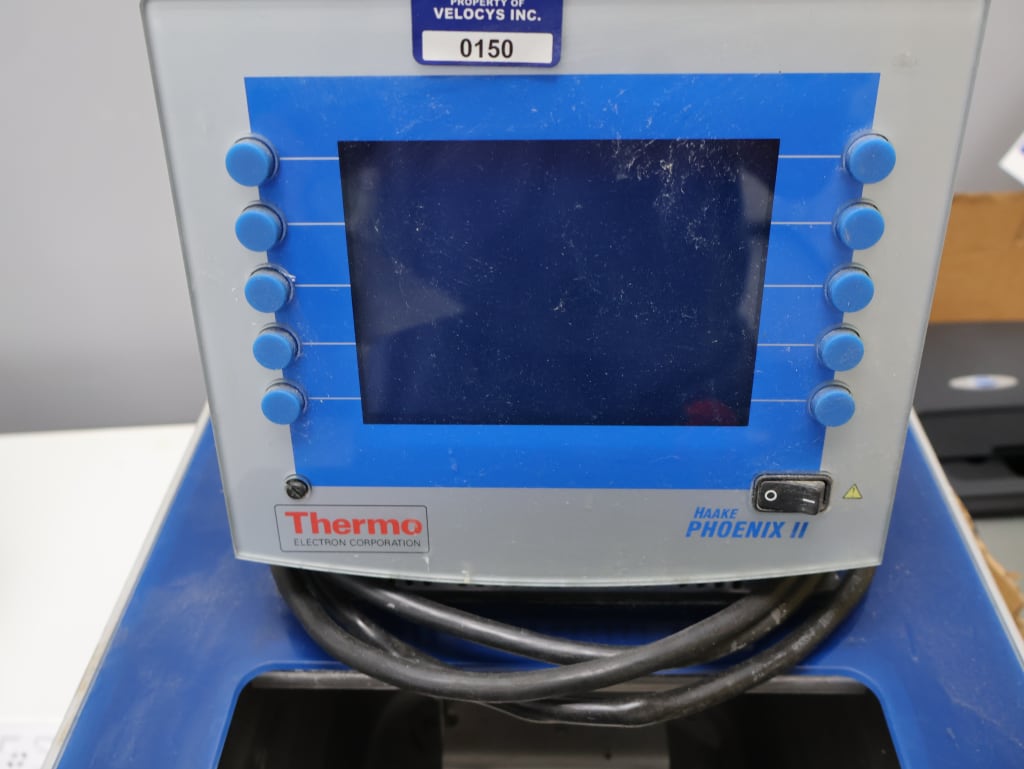 PROPERTY OF
VELOCYS INC.
0150
O
Thermo
ELECTRON CORPORATION
HAAKE
PHOENIX II